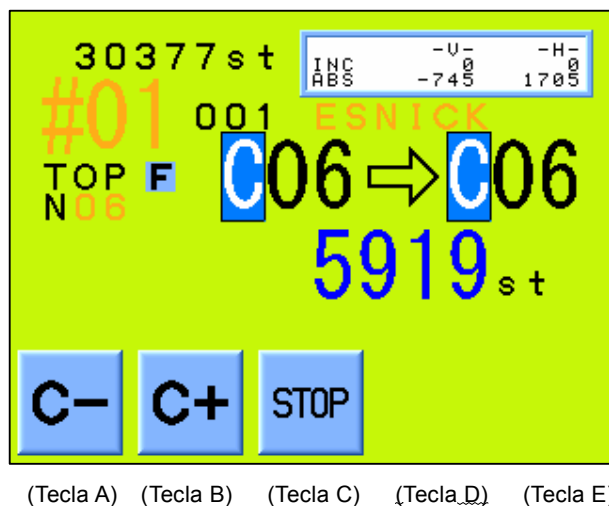 30377st
-V- -H-
INC 0 0
ABS -745 1705
#01 001 ESNICK
TOP F C06 ⇨ C06
N06
5919st
C- C+ STOP
(Tecla A) (Tecla B) (Tecla C) (Tecla D) (Tecla E)